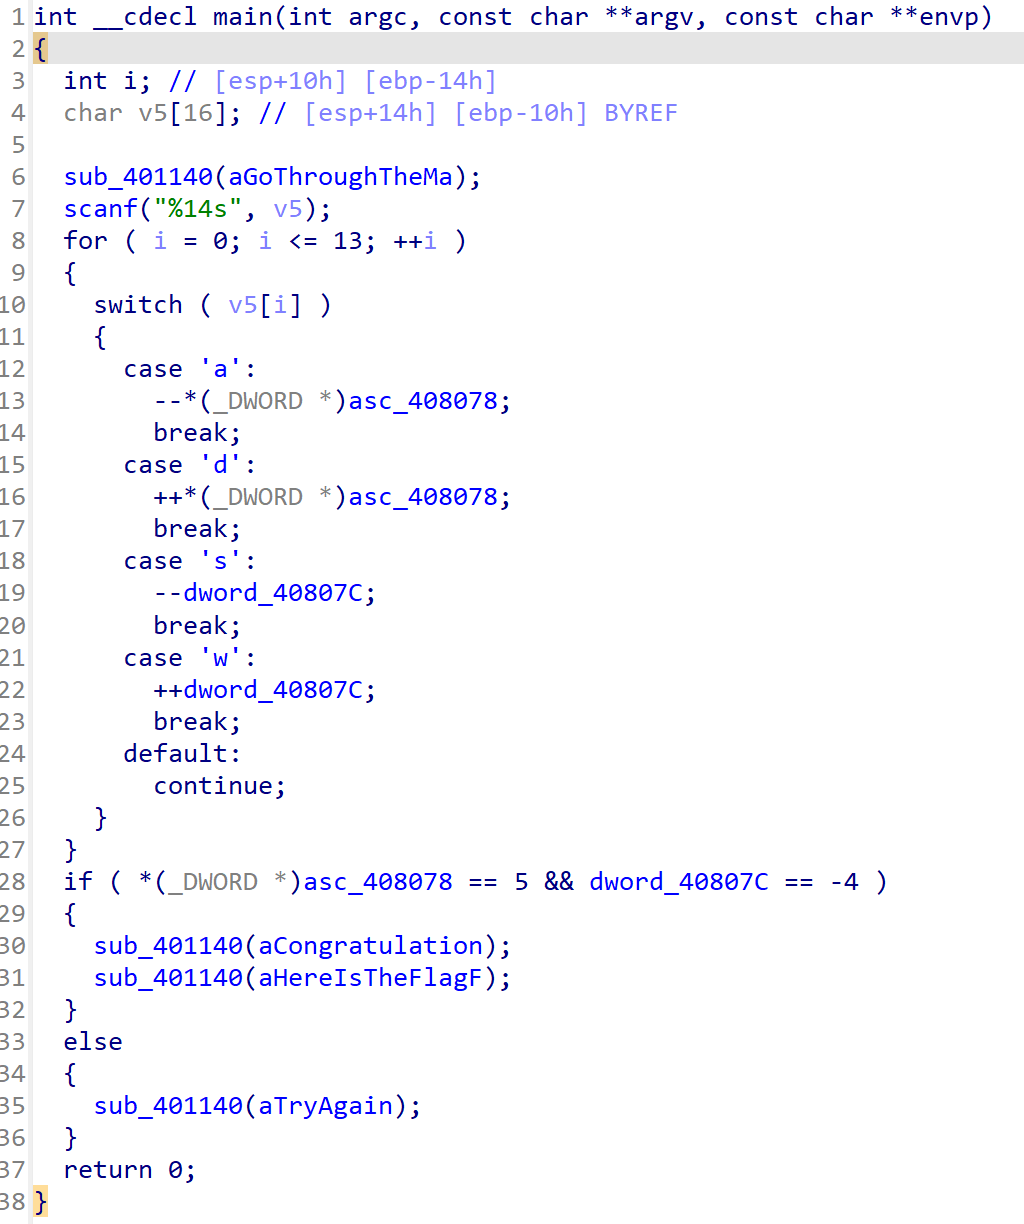 1 int __cdecl main(int argc, const char **argv, const char **envp)
2 {
3   int i; // [esp+10h] [ebp-14h]
4   char v5[16]; // [esp+14h] [ebp-10h] BYREF
5
6   sub_401140(aGoThroughTheMa);
7   scanf("%14s", v5);
8   for ( i = 0; i <= 13; ++i )
9   {
10     switch ( v5[i] )
11     {
12       case 'a':
13         --*(_DWORD *)asc_408078;
14         break;
15       case 'd':
16         ++*(_DWORD *)asc_408078;
17         break;
18       case 's':
19         --dword_40807C;
20         break;
21       case 'w':
22         ++dword_40807C;
23         break;
24       default:
25         continue;
26     }
27   }
28   if ( *(_DWORD *)asc_408078 == 5 && dword_40807C == -4 )
29   {
30     sub_401140(aCongratulation);
31     sub_401140(aHereIsTheFlagF);
32   }
33   else
34   {
35     sub_401140(aTryAgain);
36   }
37   return 0;
38 }